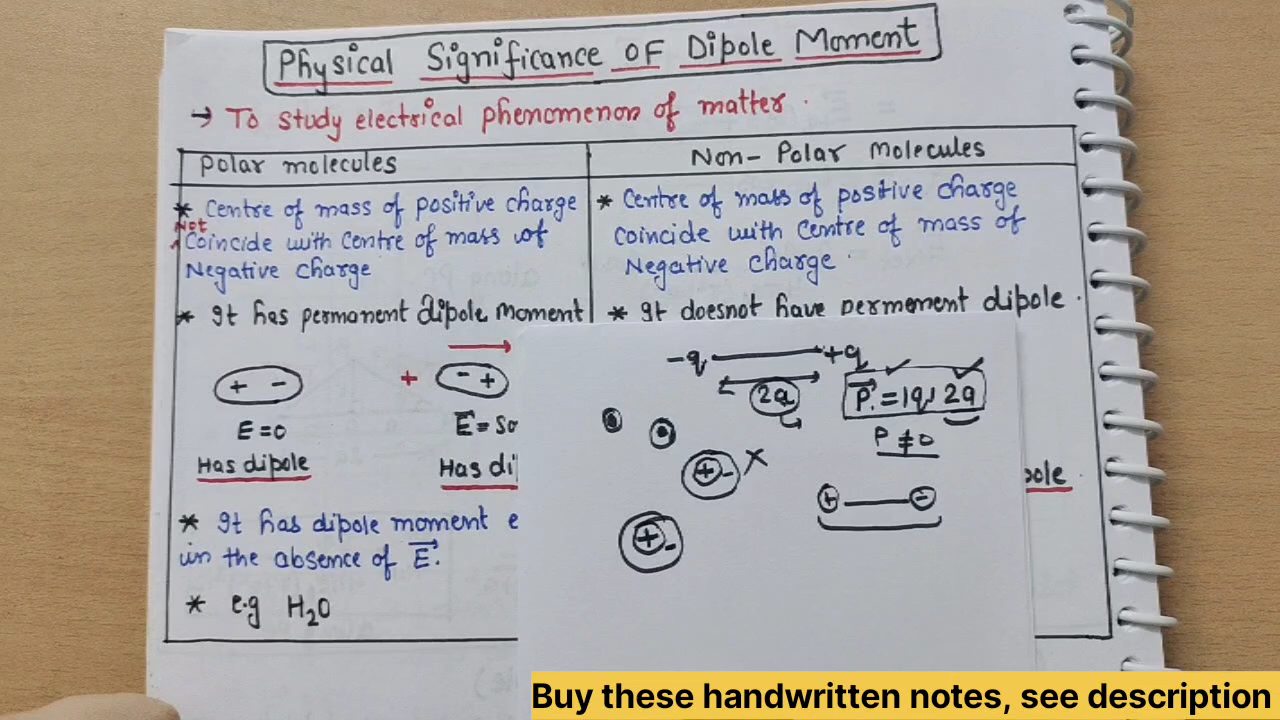 Physical Significance OF Dipole Moment
→ To study electrical phenomenon of matter.
Polar molecules
* Centre of mass of positive charge
Not
Coincide with Centre of mass of
Negative charge
* It has permanent dipole moment
+ -
+
- +
E=0
Has dipole
Has di
* It has dipole moment e
in the absence of E.
* e.g H₂O
Non-Polar Molecules
* Centre of mass of positive charge
Coincide with Centre of mass of
Negative charge.
* It doesnot have permement dipole.
-q +q
2a
P ≠ 0
+ -
+ -
+ -
Buy these handwritten notes, see description